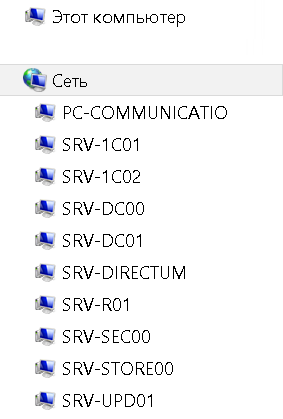 Этот компьютер
Сеть
PC-COMMUNICATIO
SRV-1C01
SRV-1C02
SRV-DC00
SRV-DC01
SRV-DIRECTUM
SRV-R01
SRV-SEC00
SRV-STORE00
SRV-UPD01